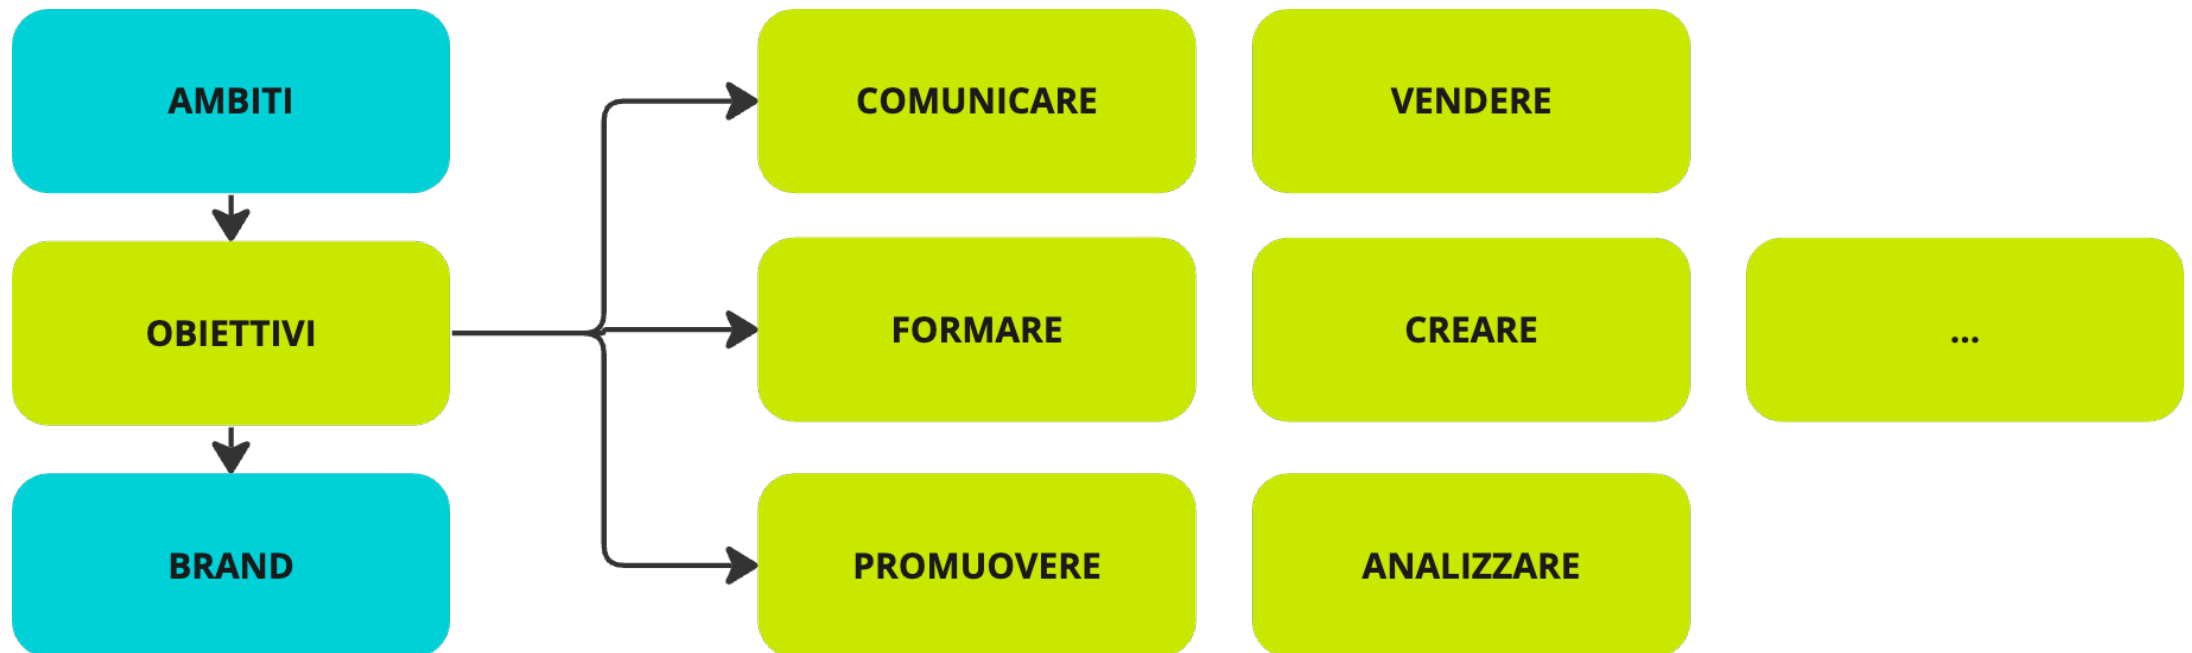 AMBITI
COMUNICARE
VENDERE
OBIETTIVI
FORMARE
CREARE
...
BRAND
PROMUOVERE
ANALIZZARE